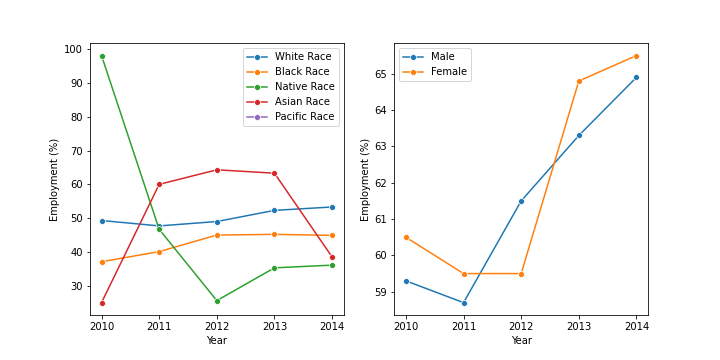 100
90
80
70
60
50
40
30
Employment (%)
2010 2011 2012 2013 2014
Year
White Race
Black Race
Native Race
Asian Race
Pacific Race
65
64
63
62
61
60
59
Employment (%)
2010 2011 2012 2013 2014
Year
Male
Female